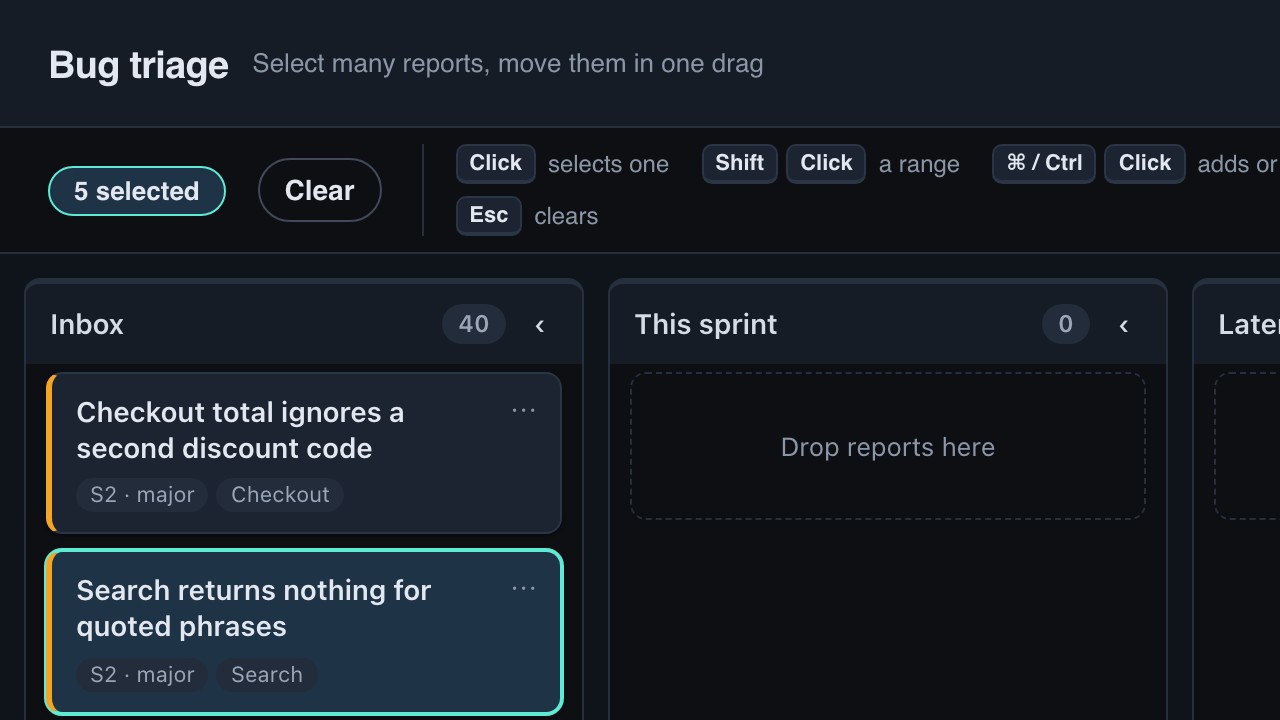 Bug triage Select many reports, move them in one drag
5 selected Clear Click selects one Shift Click a range ⌘ / Ctrl Click adds or
Esc clears
Inbox 40 ‹ This sprint 0 ‹ Later
Checkout total ignores a ···
second discount code
S2 · major Checkout
Drop reports here
Search returns nothing for ···
quoted phrases
S2 · major Search